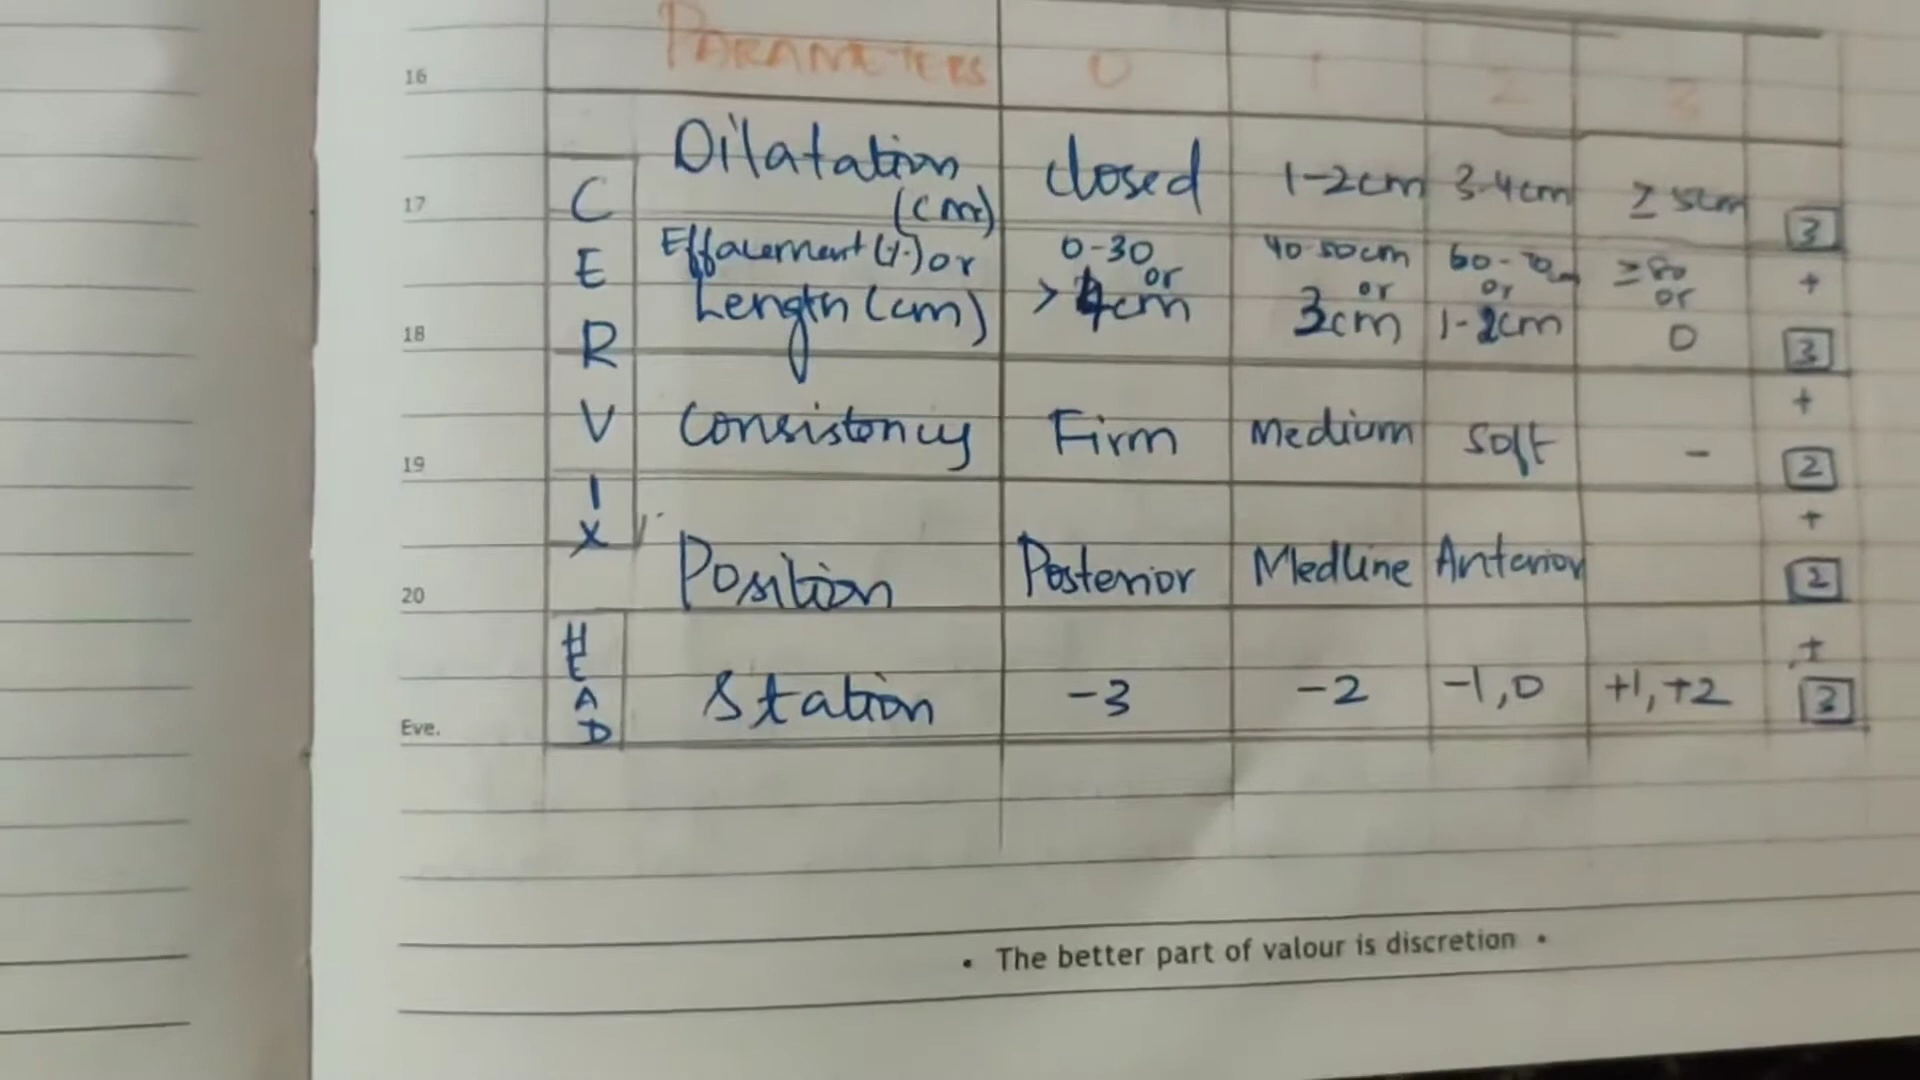 PARAMETERS 0 1 2 3
16
Dilatation closed 1-2cm 3-4cm ≥ 5cm
17 (cm) 3
Effacement (%) or 0-30 40-50cm 60-70cm ≥80
or or or or +
Length (cm) > 4cm 3cm 1-2cm 0
18 3
+
Consistency Firm Medium Soft -
19 2
+
Position Posterior Medline Anterior
20 2
+
Station -3 -2 -1, 0 +1, +2 3
Eve.
CERVIX
HEAD
• The better part of valour is discretion •